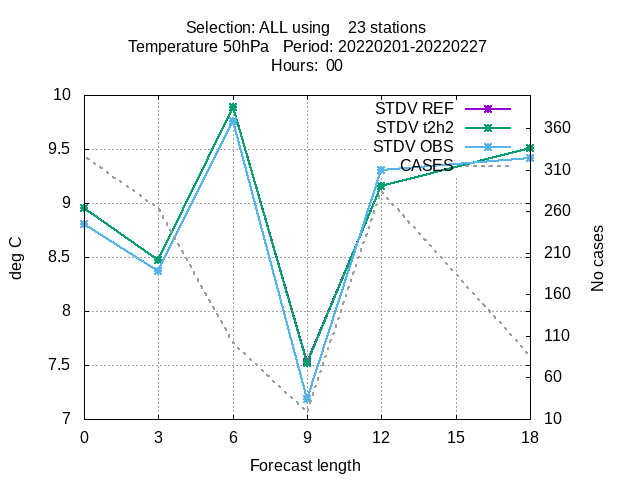 Selection: ALL using    23 stations
Temperature 50hPa   Period: 20220201-20220227
Hours:  00
10
9.5
9
8.5
8
7.5
7
deg C
STDV REF
STDV t2h2
STDV OBS
CASES
360
310
260
210
160
110
60
10
No cases
0 3 6 9 12 15 18
Forecast length